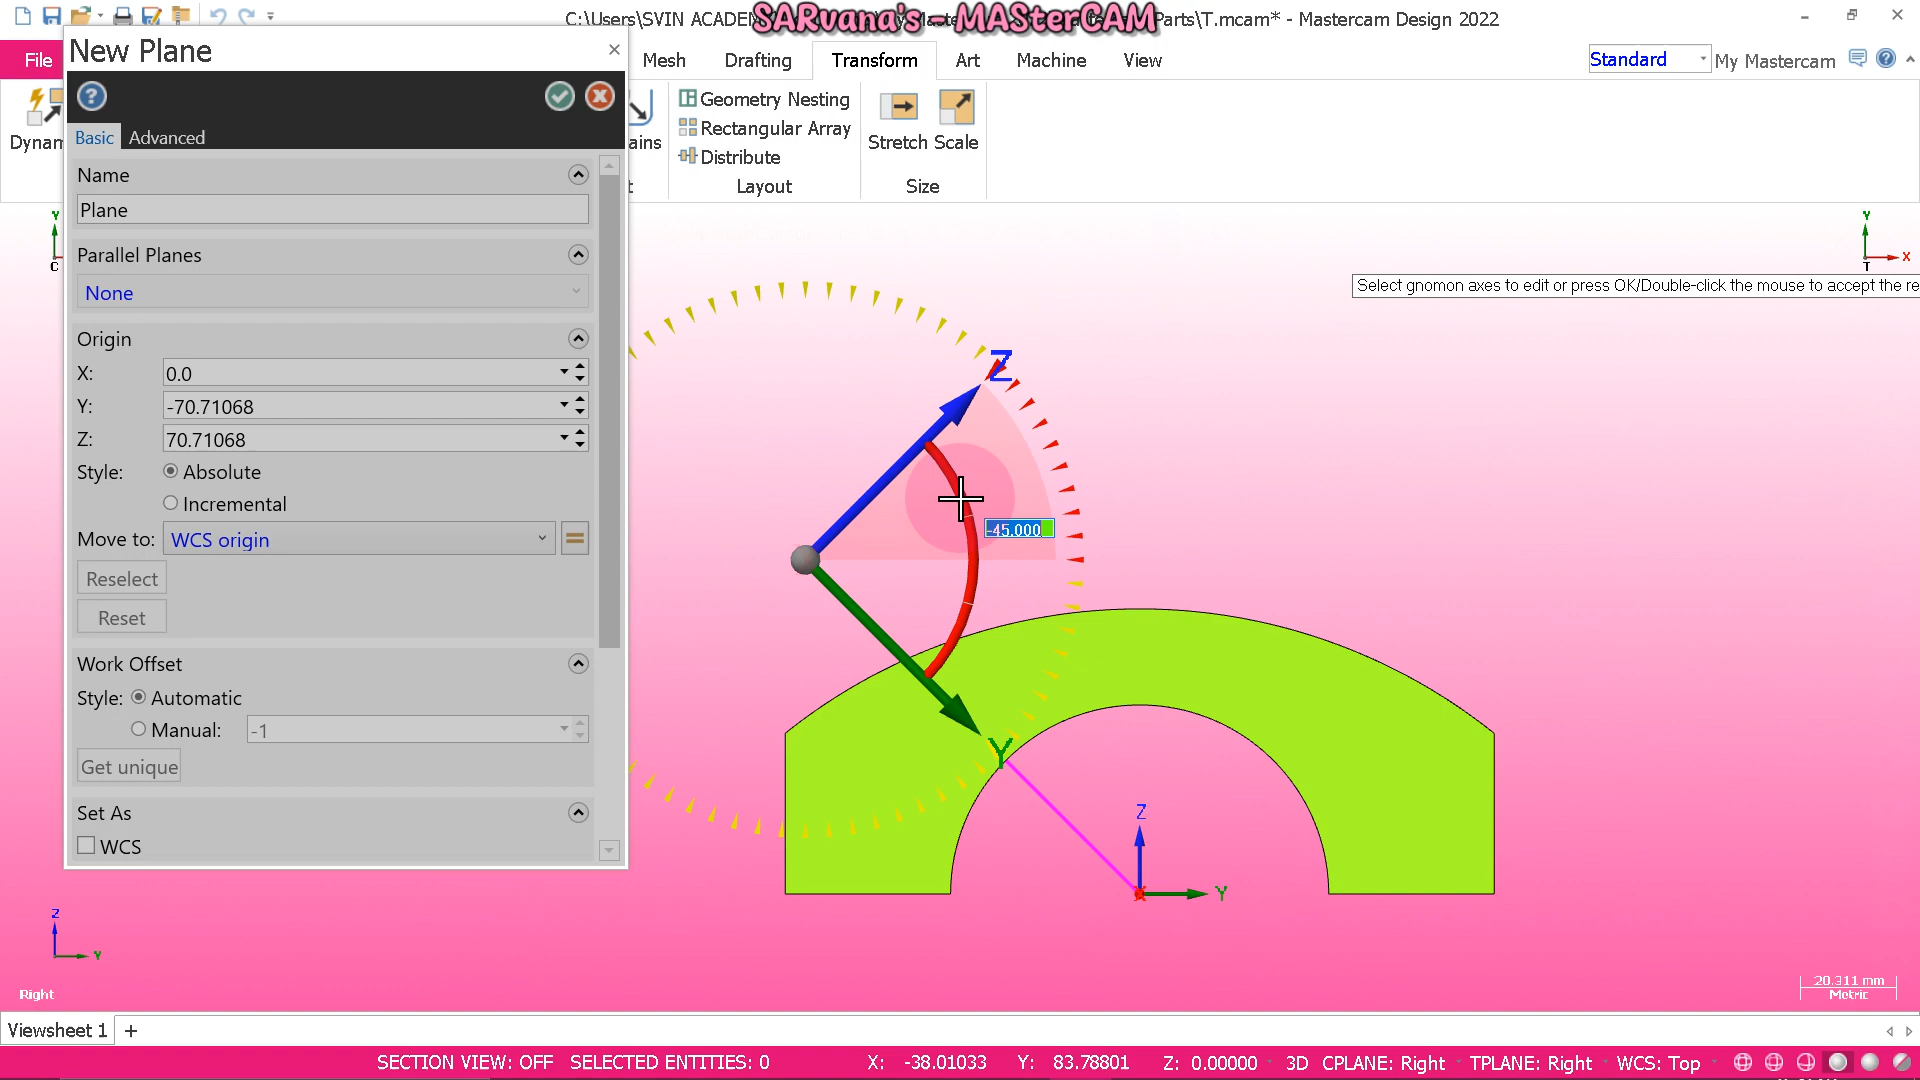 C:\Users\SVIN ACADEM
SARvana's - MASterCAM
Parts\T.mcam* - Mastercam Design 2022
New Plane
File
Mesh
Drafting
Transform
Art
Machine
View
Standard
My Mastercam
Basic
Advanced
Dynam
ains
Geometry Nesting
Rectangular Array
Distribute
Layout
Stretch
Scale
Size
Name
Plane
Parallel Planes
None
Origin
X:
0.0
Y:
-70.71068
Z:
70.71068
Style:
Absolute
Incremental
Move to:
WCS origin
Reselect
Reset
Work Offset
Style:
Automatic
Manual:
-1
Get unique
Set As
WCS
Y
C
Y
X
T
Select gnomon axes to edit or press OK/Double-click the mouse to accept the re
Z
-45.000
Y
Z
Y
Z
Y
Right
20.311 mm
Metric
Viewsheet 1
SECTION VIEW: OFF SELECTED ENTITIES: 0 X: -38.01033 Y: 83.78801 Z: 0.00000 3D CPLANE: Right TPLANE: Right WCS: Top